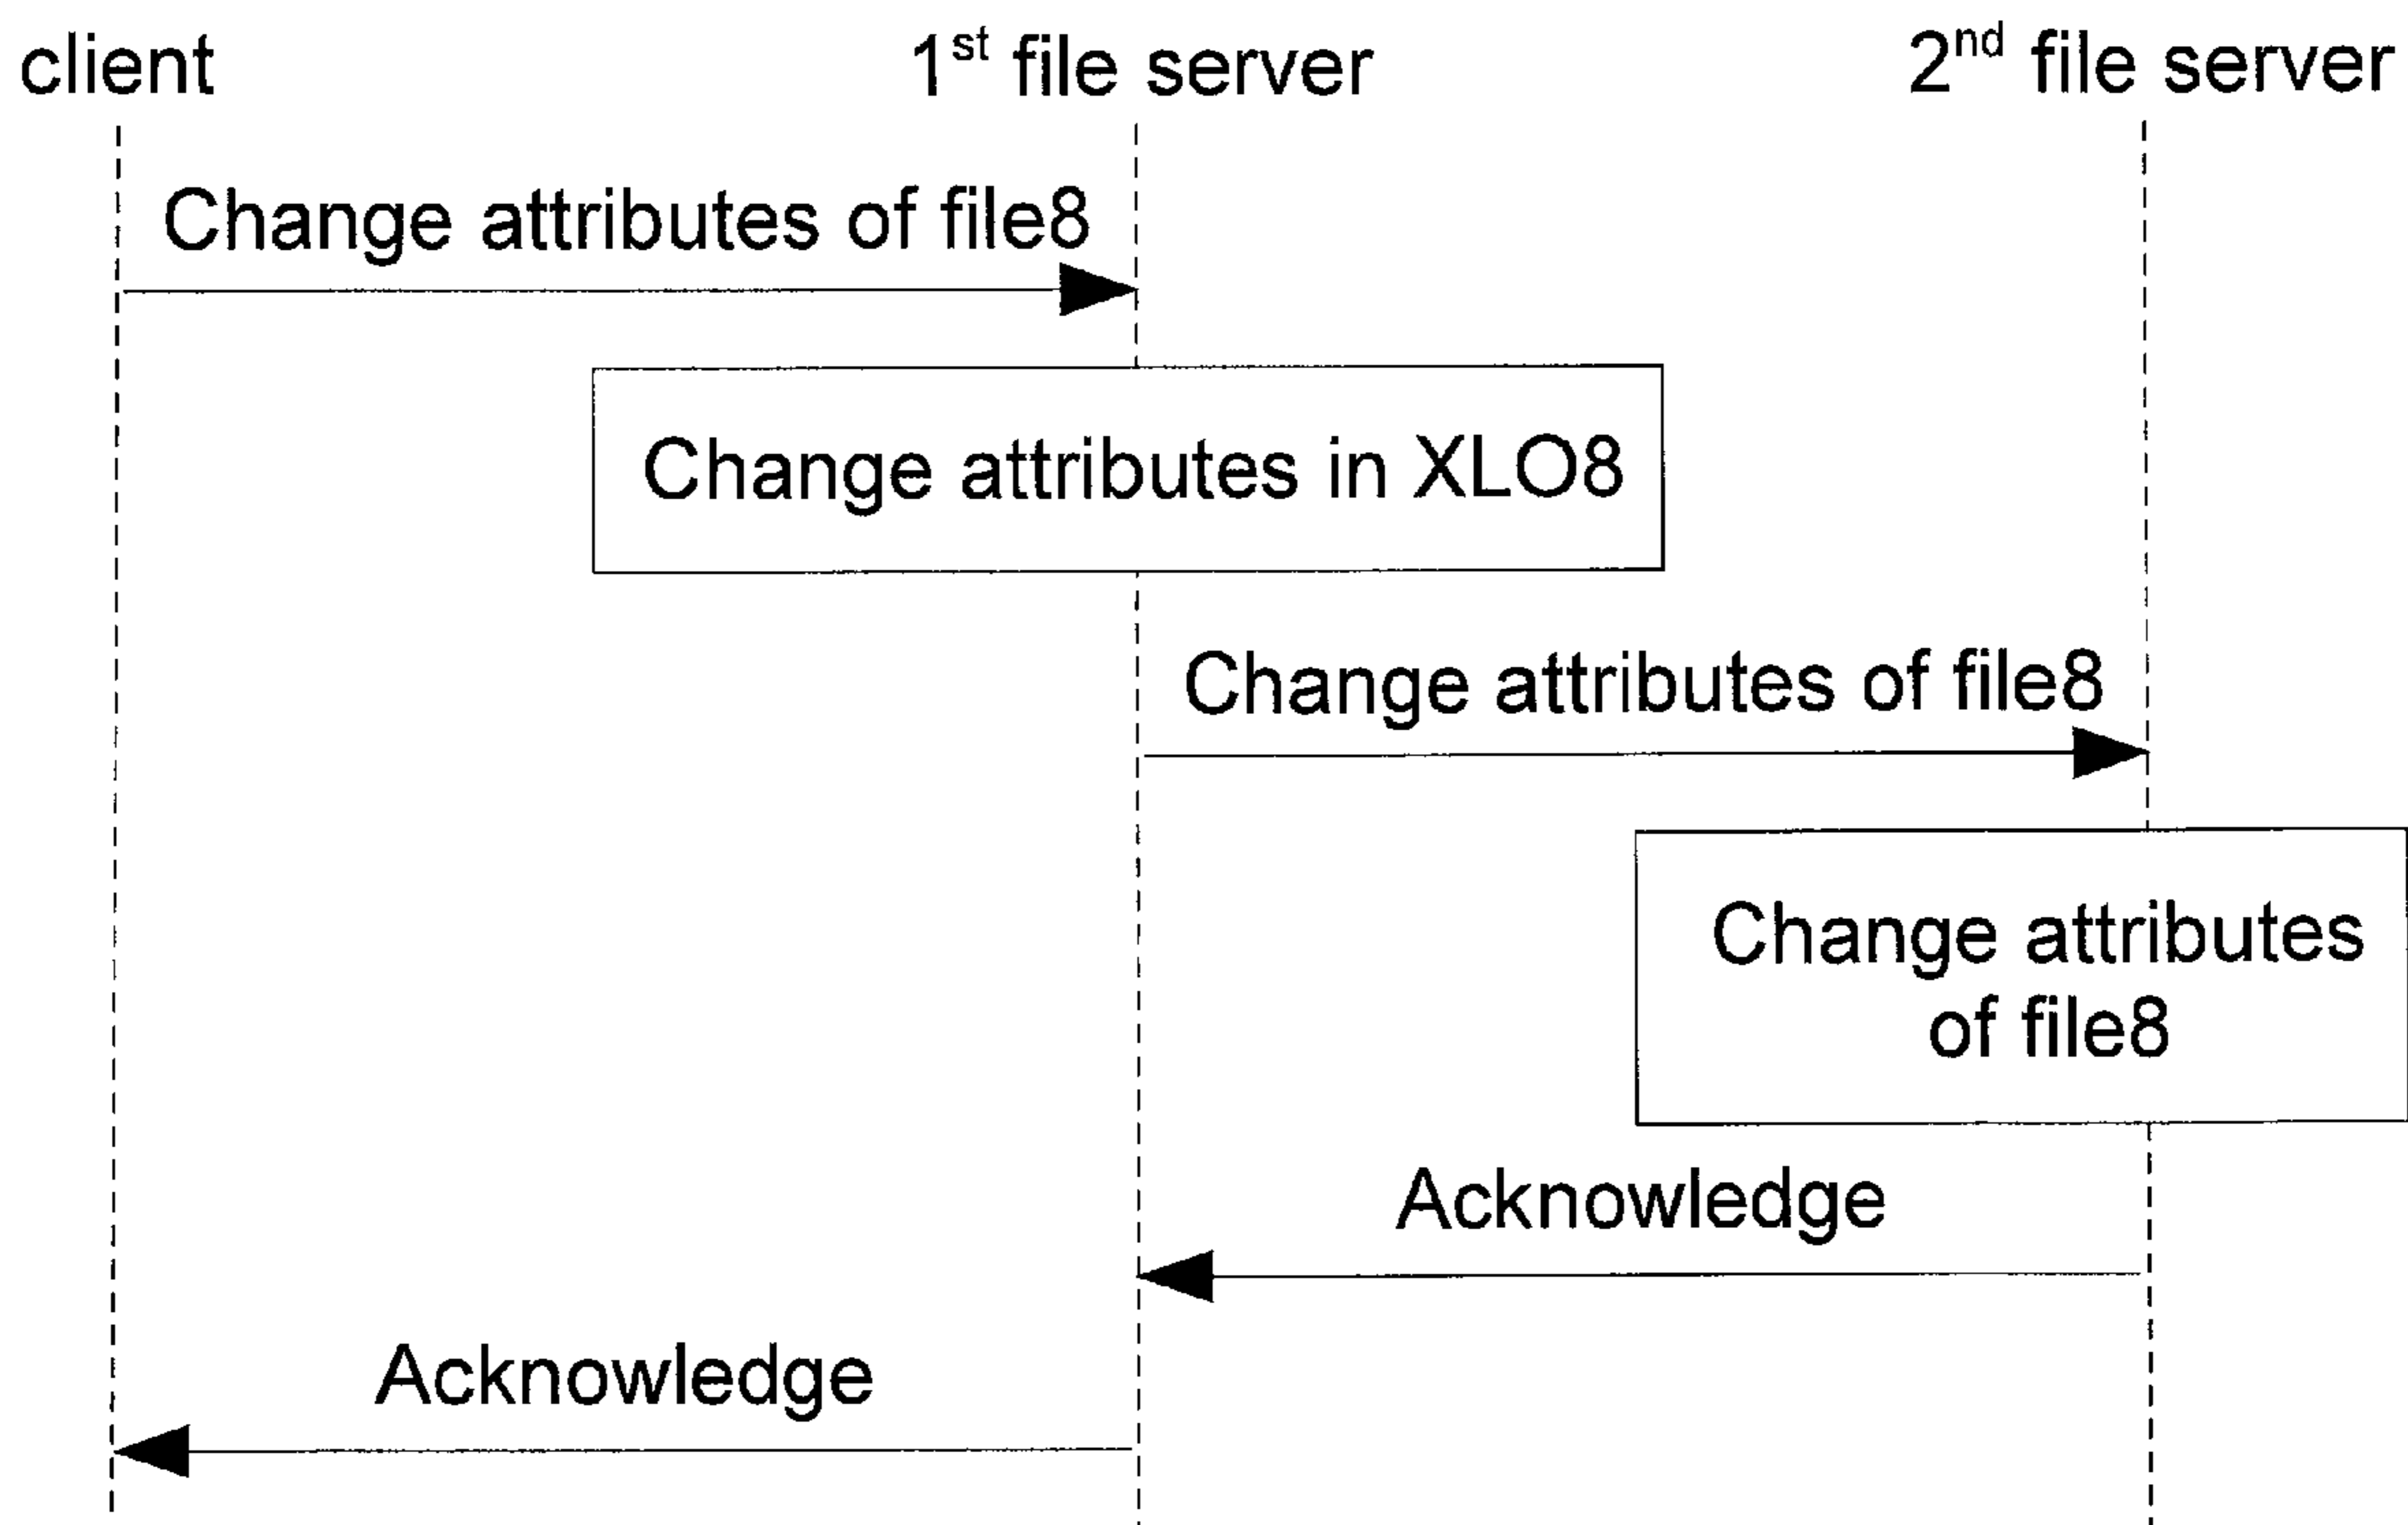 client
1st file server
2nd file server
Change attributes of file8
Change attributes in XLO8
Change attributes of file8
Change attributes
of file8
Acknowledge
Acknowledge